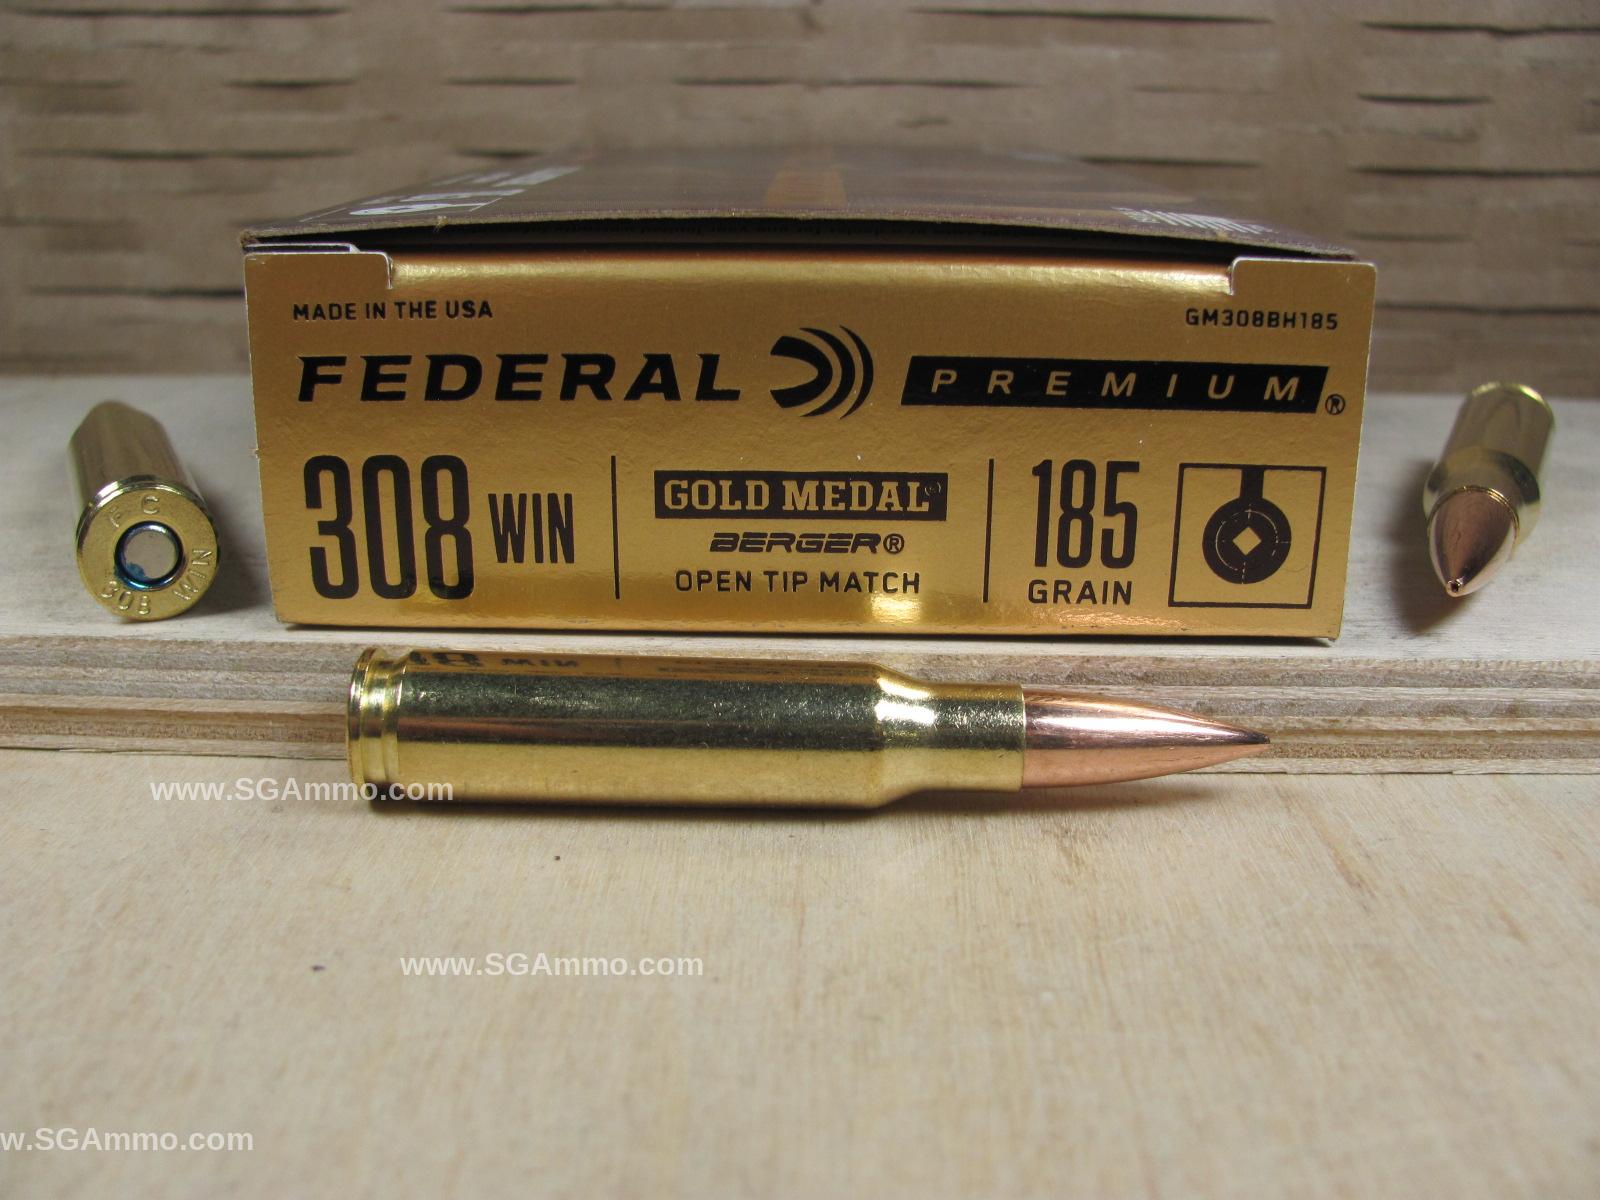 MADE IN THE USA
GM308BH185
FEDERAL PREMIUM®
308 WIN
GOLD MEDAL®
BERGER®
OPEN TIP MATCH
185
GRAIN
F C
308 WIN
www.SGAmmo.com
www.SGAmmo.com
w.SGAmmo.com